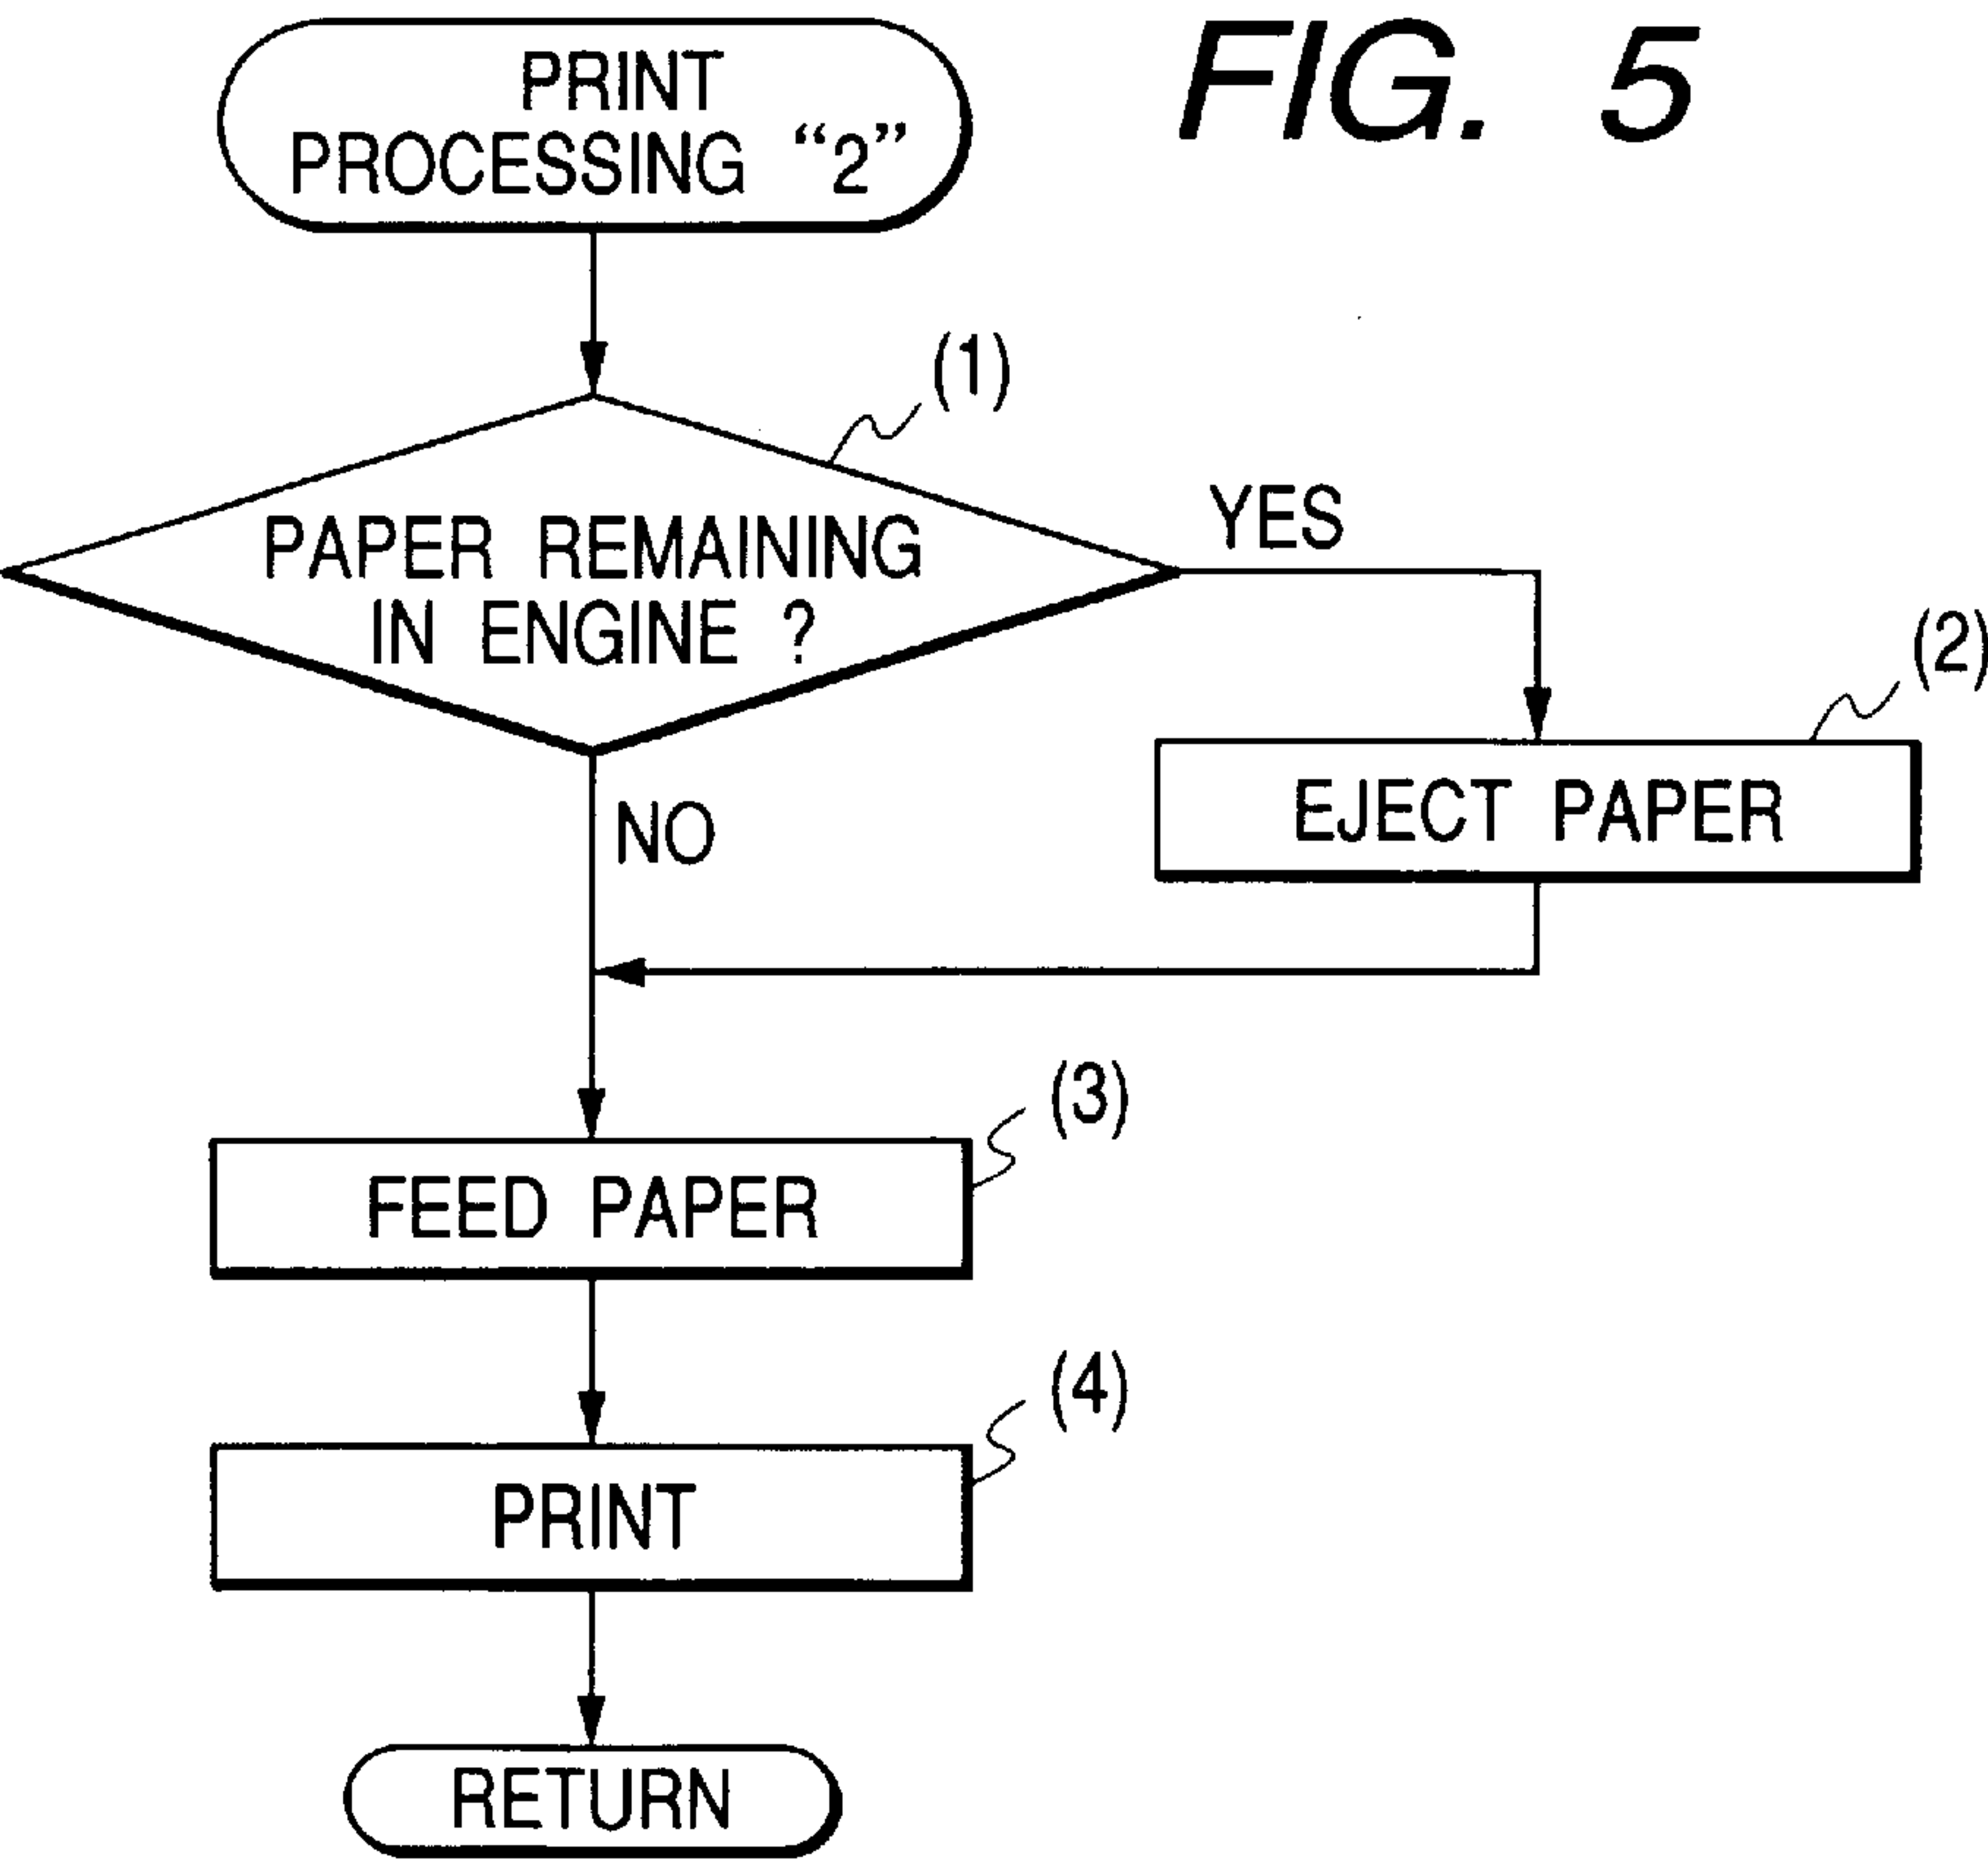 FIG. 5
PRINT
PROCESSING “2”
(1)
PAPER REMAINING
IN ENGINE ?
YES
(2)
EJECT PAPER
NO
(3)
FEED PAPER
(4)
PRINT
RETURN